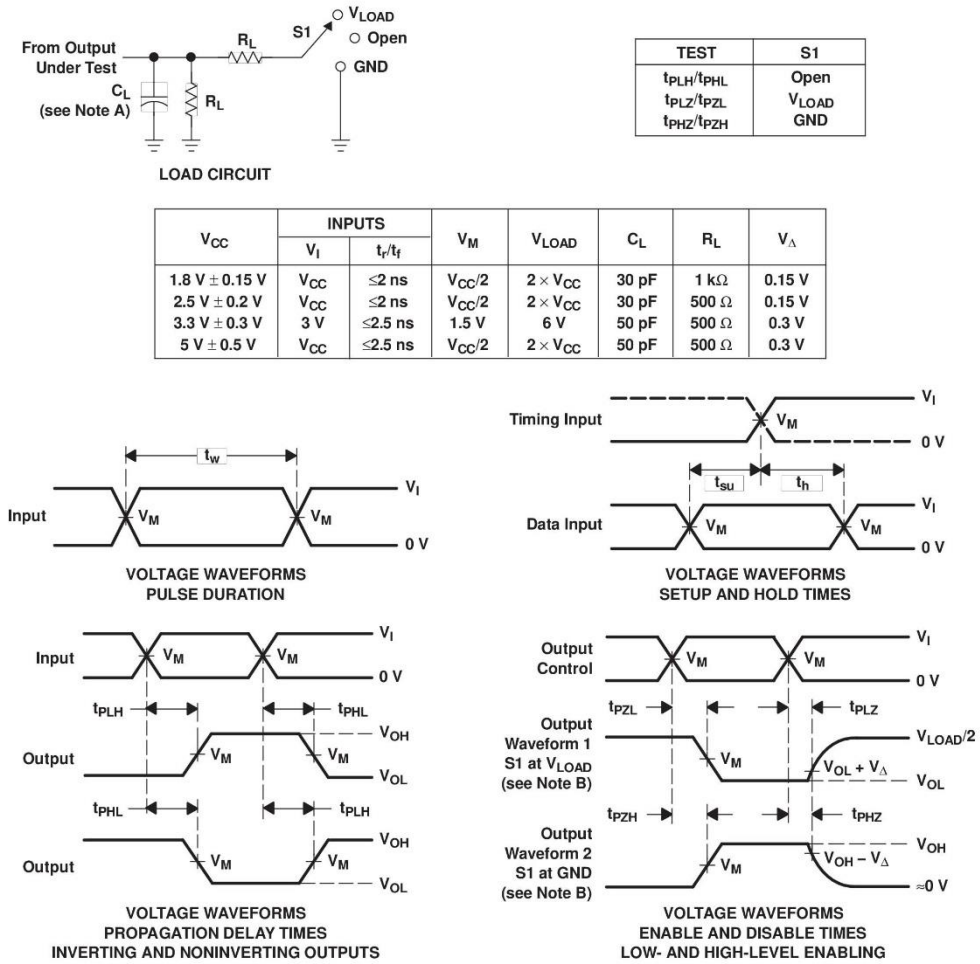 From Output
Under Test
C_L
(see Note A)
R_L
R_L
S1
V_LOAD
Open
GND
LOAD CIRCUIT
TEST S1
t_PLH/t_PHL Open
t_PLZ/t_PZL V_LOAD
t_PHZ/t_PZH GND
V_CC INPUTS V_M V_LOAD C_L R_L V_Δ
V_I t_r/t_f
1.8 V ± 0.15 V V_CC ≤2 ns V_CC/2 2 × V_CC 30 pF 1 kΩ 0.15 V
2.5 V ± 0.2 V V_CC ≤2 ns V_CC/2 2 × V_CC 30 pF 500 Ω 0.15 V
3.3 V ± 0.3 V 3 V ≤2.5 ns 1.5 V 6 V 50 pF 500 Ω 0.3 V
5 V ± 0.5 V V_CC ≤2.5 ns V_CC/2 2 × V_CC 50 pF 500 Ω 0.3 V
t_w
Input
V_M
V_M
V_I
0 V
VOLTAGE WAVEFORMS
PULSE DURATION
Timing Input
V_M
V_I
0 V
t_su
t_h
Data Input
V_M
V_M
V_I
0 V
VOLTAGE WAVEFORMS
SETUP AND HOLD TIMES
Input
V_M
V_M
V_I
0 V
t_PLH
t_PHL
Output
V_M
V_M
V_OH
V_OL
t_PHL
t_PLH
Output
V_M
V_M
V_OH
V_OL
VOLTAGE WAVEFORMS
PROPAGATION DELAY TIMES
INVERTING AND NONINVERTING OUTPUTS
Output
Control
V_M
V_M
V_I
0 V
t_PZL
t_PLZ
Output
Waveform 1
S1 at V_LOAD
(see Note B)
V_M
V_OL + V_Δ
V_LOAD/2
V_OL
t_PZH
t_PHZ
Output
Waveform 2
S1 at GND
(see Note B)
V_M
V_OH − V_Δ
V_OH
≈0 V
VOLTAGE WAVEFORMS
ENABLE AND DISABLE TIMES
LOW- AND HIGH-LEVEL ENABLING